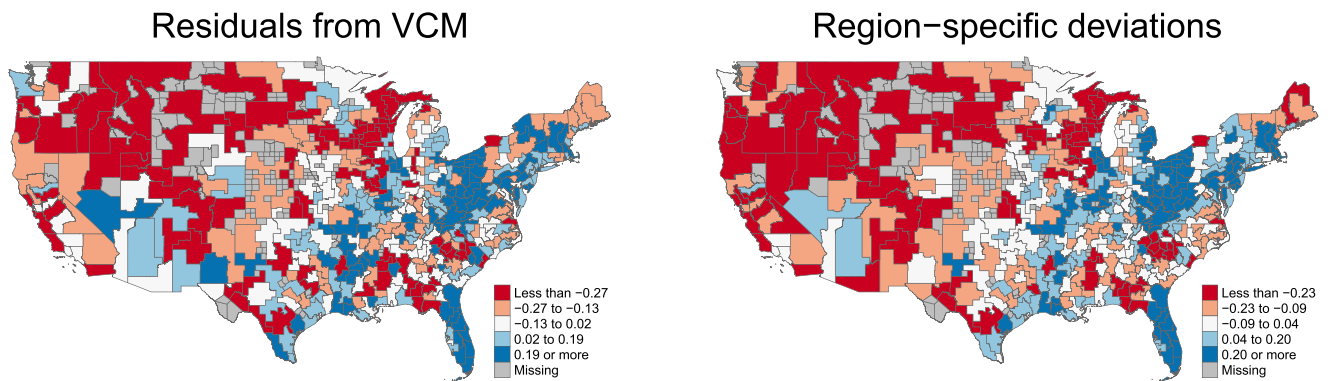 Residuals from VCM
Region−specific deviations
Less than −0.27
−0.27 to −0.13
−0.13 to 0.02
0.02 to 0.19
0.19 or more
Missing
Less than −0.23
−0.23 to −0.09
−0.09 to 0.04
0.04 to 0.20
0.20 or more
Missing